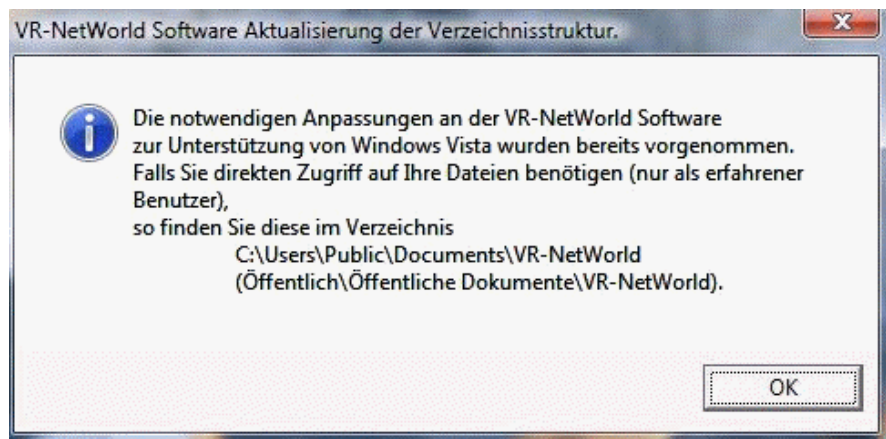 VR-NetWorld Software Aktualisierung der Verzeichnisstruktur.
Die notwendigen Anpassungen an der VR-NetWorld Software
zur Unterstützung von Windows Vista wurden bereits vorgenommen.
Falls Sie direkten Zugriff auf Ihre Dateien benötigen (nur als erfahrener
Benutzer),
so finden Sie diese im Verzeichnis
C:\Users\Public\Documents\VR-NetWorld
(Öffentlich\Öffentliche Dokumente\VR-NetWorld).
OK